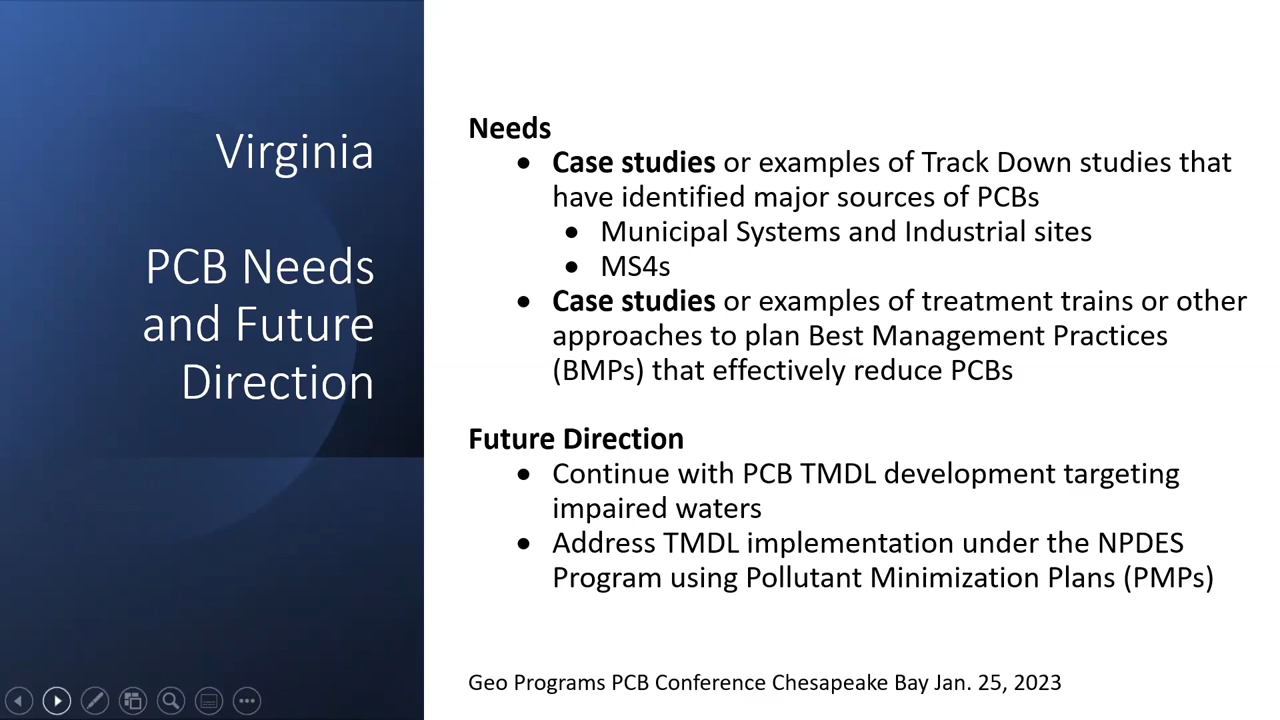 Virginia
PCB Needs
and Future
Direction
Needs
• Case studies or examples of Track Down studies that
have identified major sources of PCBs
• Municipal Systems and Industrial sites
• MS4s
• Case studies or examples of treatment trains or other
approaches to plan Best Management Practices
(BMPs) that effectively reduce PCBs
Future Direction
• Continue with PCB TMDL development targeting
impaired waters
• Address TMDL implementation under the NPDES
Program using Pollutant Minimization Plans (PMPs)
Geo Programs PCB Conference Chesapeake Bay Jan. 25, 2023